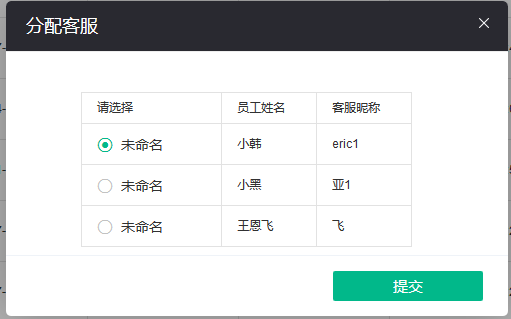 分配客服
请选择 员工姓名 客服昵称
未命名 小韩 eric1
未命名 小黑 亚1
未命名 王恩飞 飞
提交